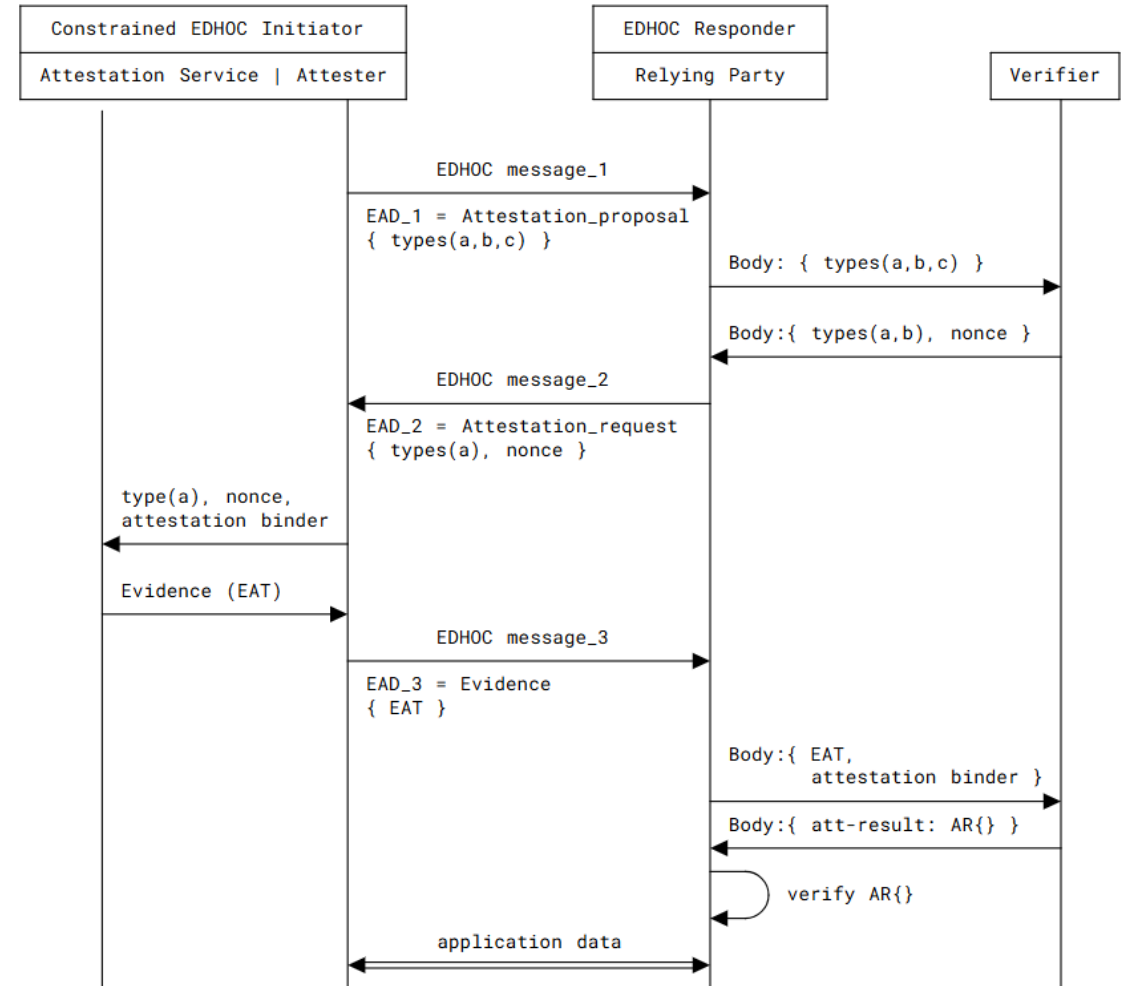 Constrained EDHOC Initiator
EDHOC Responder
Attestation Service | Attester
Relying Party
Verifier
EDHOC message_1
EAD_1 = Attestation_proposal
{ types(a,b,c) }
Body: { types(a,b,c) }
Body:{ types(a,b), nonce }
EDHOC message_2
EAD_2 = Attestation_request
{ types(a), nonce }
type(a), nonce,
attestation binder
Evidence (EAT)
EDHOC message_3
EAD_3 = Evidence
{ EAT }
Body:{ EAT,
attestation binder }
Body:{ att-result: AR{} }
verify AR{}
application data